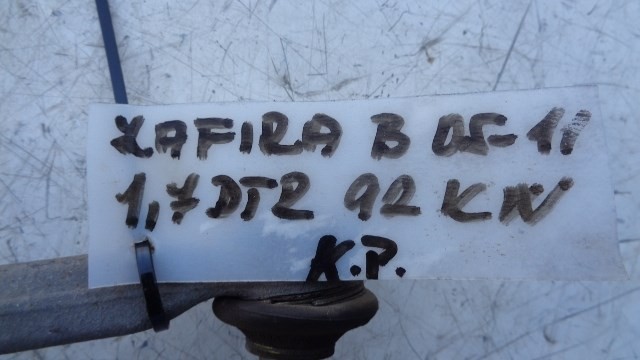 ZAFIRA B 05-11
1,7 DTR 92 KW
K.P.